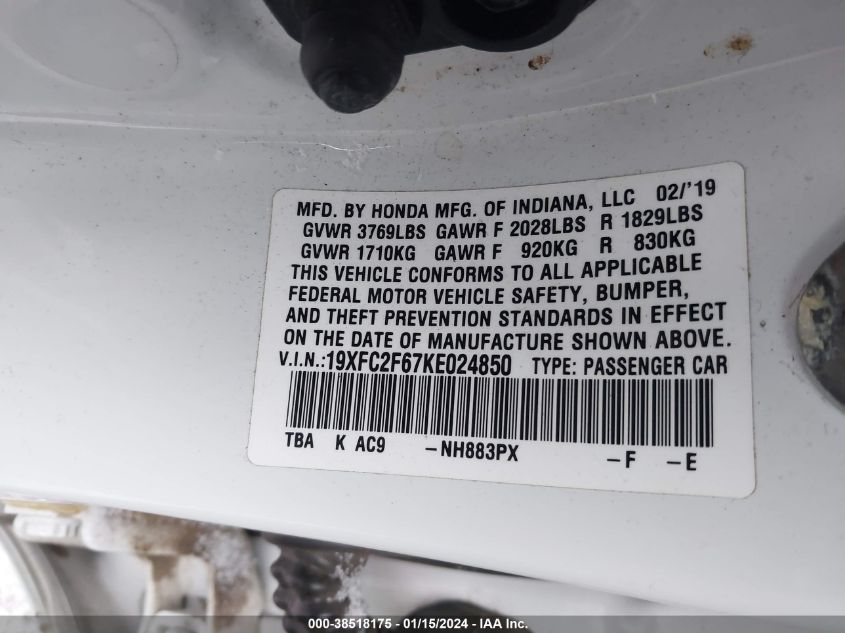 MFD. BY HONDA MFG. OF INDIANA, LLC 02/'19
GVWR 3769LBS GAWR F 2028LBS R 1829LBS
GVWR 1710KG GAWR F 920KG R 830KG
THIS VEHICLE CONFORMS TO ALL APPLICABLE
FEDERAL MOTOR VEHICLE SAFETY, BUMPER,
AND THEFT PREVENTION STANDARDS IN EFFECT
ON THE DATE OF MANUFACTURE SHOWN ABOVE.
V.I.N.:19XFC2F67KE024850 TYPE: PASSENGER CAR
TBA K AC9 -NH883PX -F -E
000-38518175 - 01/15/2024 - IAA Inc.